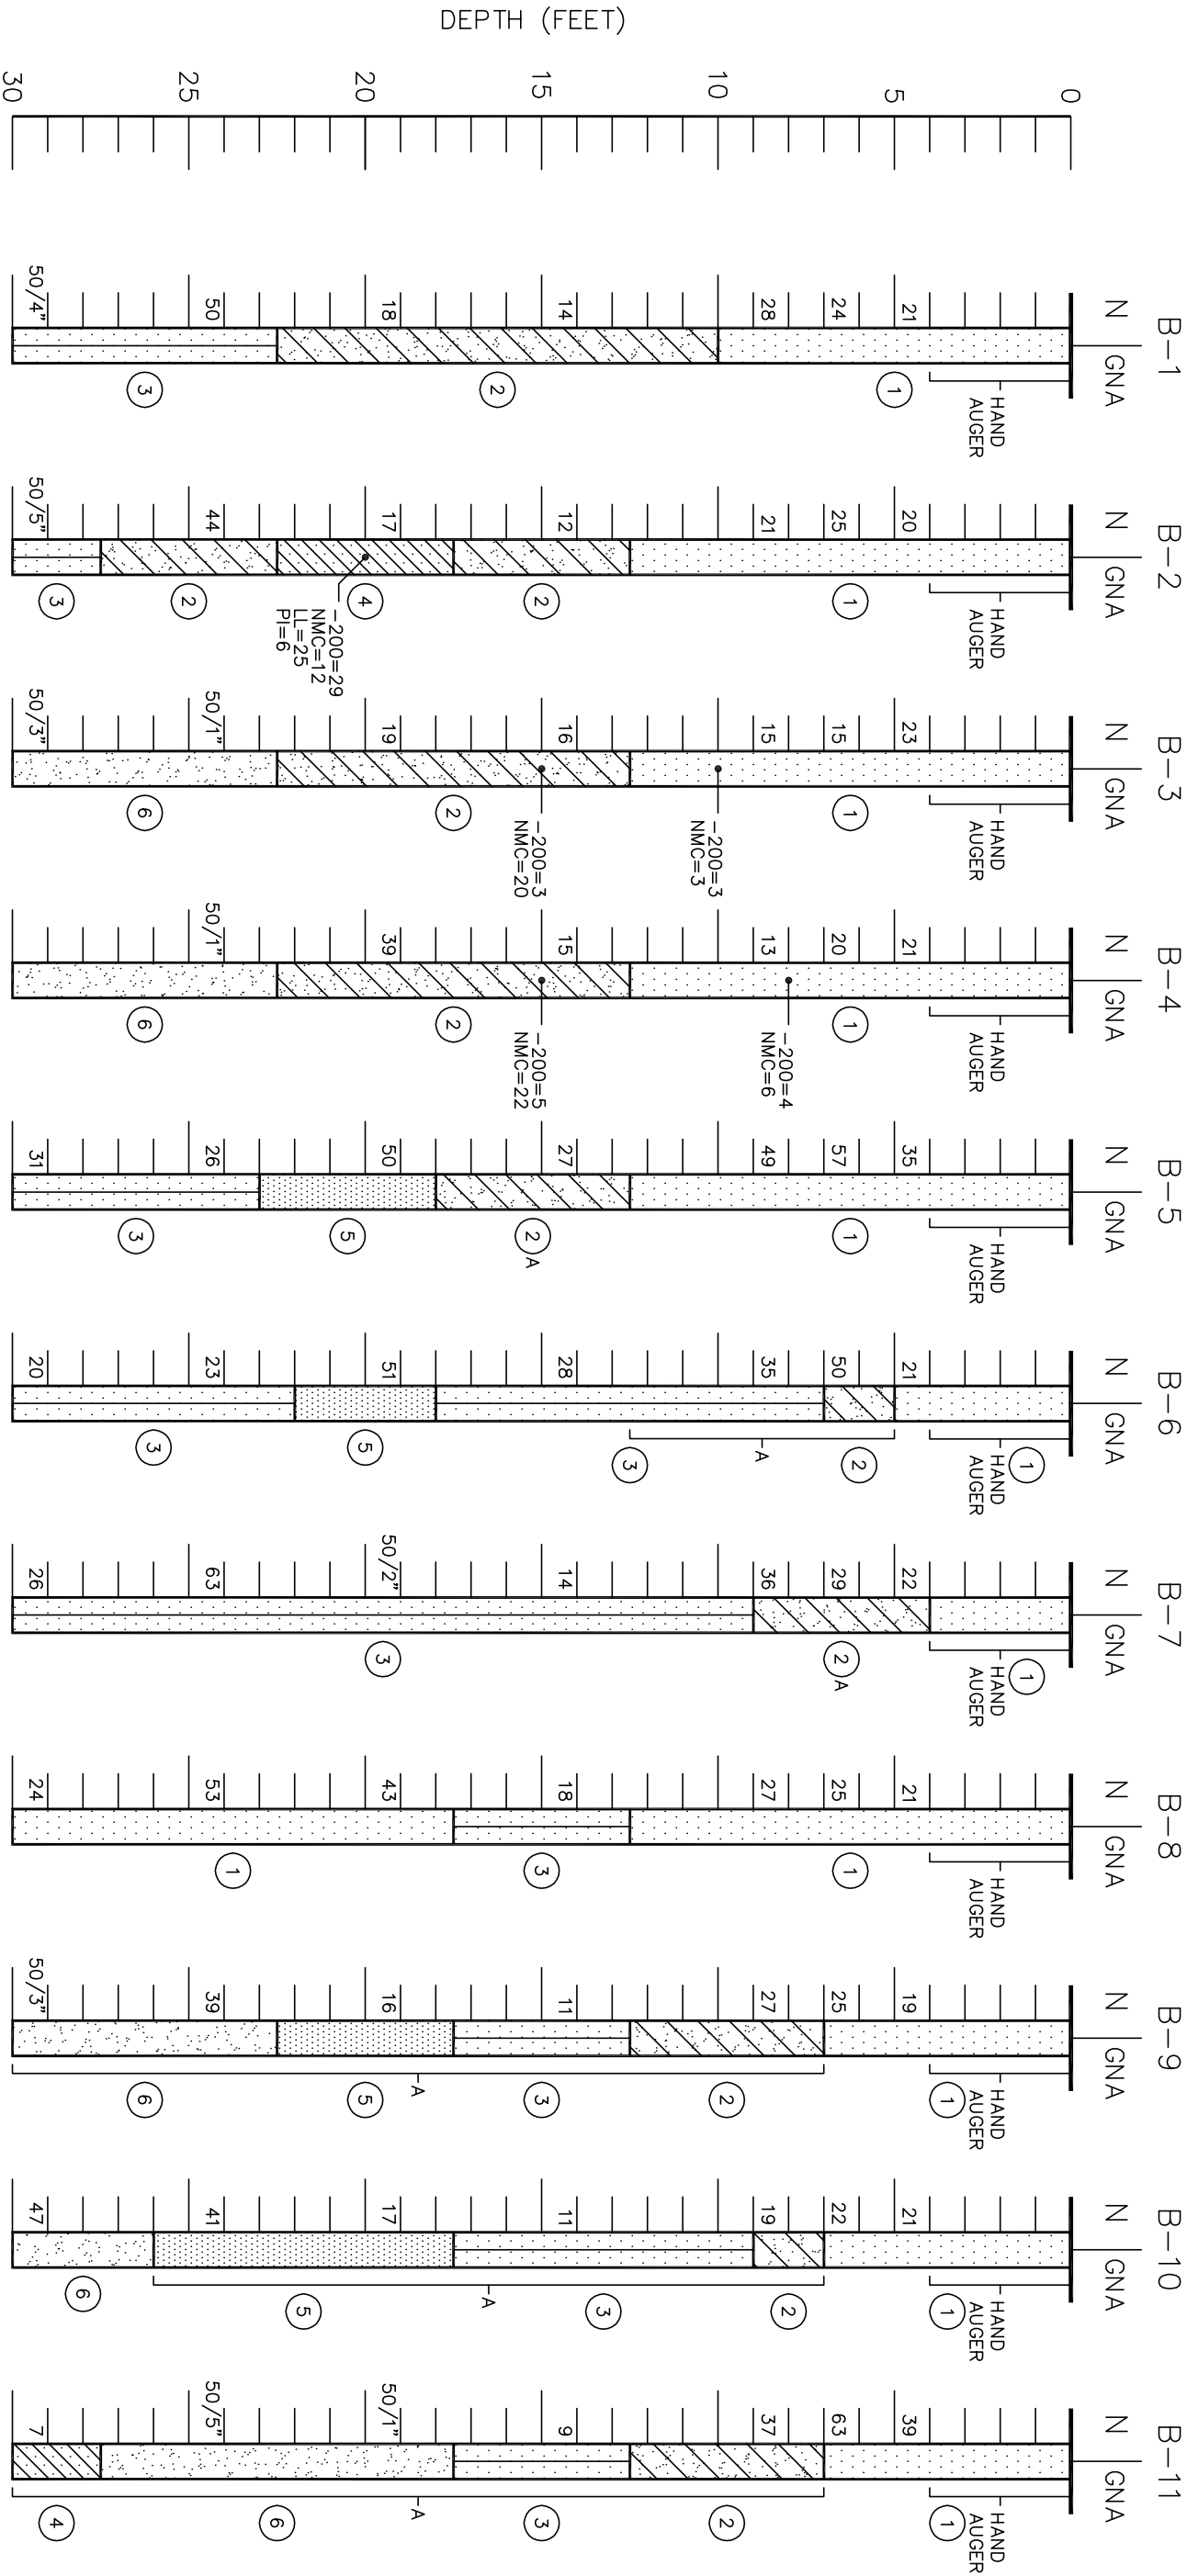 DEPTH (FEET)
0
5
10
15
20
25
30
B-1
N GNA
HAND
AUGER
21
24
28
14
18
50
50/4"
1
2
3
B-2
N GNA
HAND
AUGER
20
25
21
12
17
44
50/5"
1
2
4
-200=29
NMC=12
LL=25
PI=6
2
3
B-3
N GNA
HAND
AUGER
23
15
15
16
19
50/1"
50/3"
1
-200=3
NMC=3
-200=3
NMC=20
2
6
B-4
N GNA
HAND
AUGER
21
20
13
15
39
50/1"
1
-200=4
NMC=6
-200=5
NMC=22
2
6
B-5
N GNA
HAND
AUGER
35
57
49
27
50
26
31
1
2 A
5
3
B-6
N GNA
1
HAND
AUGER
21
50
35
28
51
23
20
2
A
3
5
3
B-7
N GNA
1
HAND
AUGER
22
29
36
14
50/2"
63
26
2 A
3
B-8
N GNA
HAND
AUGER
21
25
27
18
43
53
24
1
3
1
B-9
N GNA
HAND
AUGER
1
19
25
27
11
16
39
50/3"
2
3
A
5
6
B-10
N GNA
HAND
AUGER
1
21
22
19
11
17
41
47
2
3
A
5
6
B-11
N GNA
HAND
AUGER
1
39
63
37
9
50/1"
50/5"
7
2
3
A
6
4